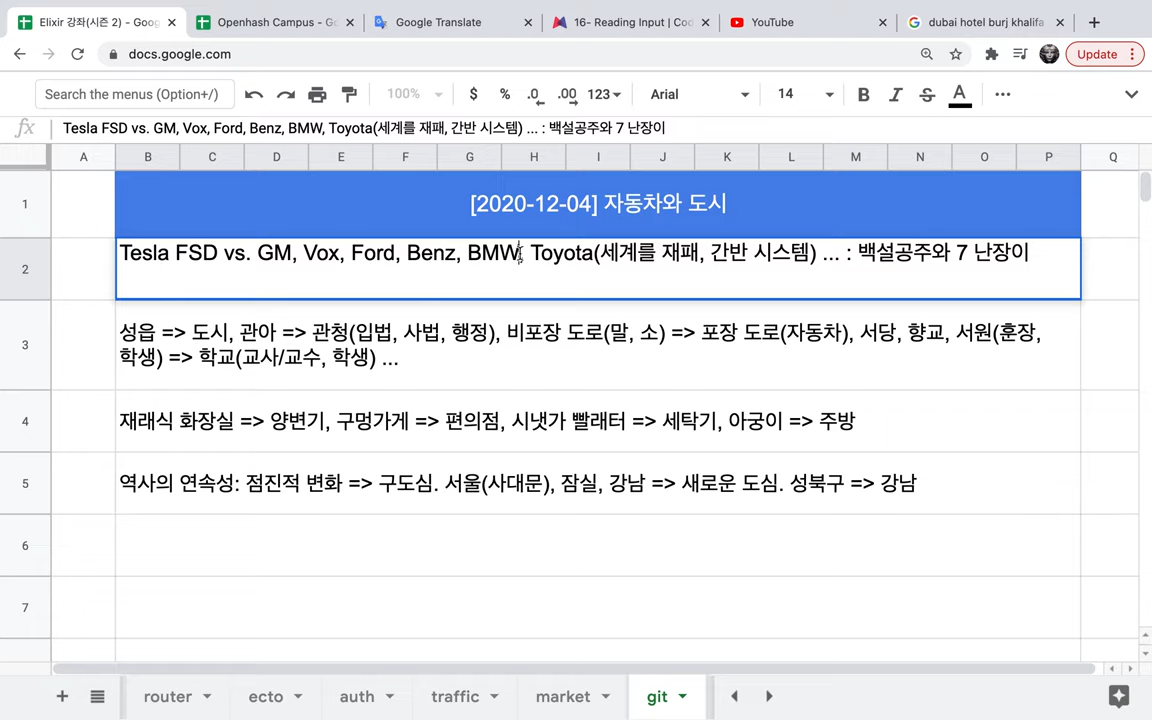 Elixir 강좌(시즌 2) - Goog
Openhash Campus - Go
Google Translate
16- Reading Input | Cod
YouTube
dubai hotel burj khalifa
docs.google.com
Update
Search the menus (Option+/)
100%
$ % .0 .00 123
Arial
14
B I S A
fx
Tesla FSD vs. GM, Vox, Ford, Benz, BMW, Toyota(세계를 재패, 간반 시스템) ... : 백설공주와 7 난장이
A B C D E F G H I J K L M N O P Q
1 [2020-12-04] 자동차와 도시
2 Tesla FSD vs. GM, Vox, Ford, Benz, BMW, Toyota(세계를 재패, 간반 시스템) ... : 백설공주와 7 난장이
3 성읍 => 도시, 관아 => 관청(입법, 사법, 행정), 비포장 도로(말, 소) => 포장 도로(자동차), 서당, 향교, 서원(훈장,
학생) => 학교(교사/교수, 학생) ...
4 재래식 화장실 => 양변기, 구멍가게 => 편의점, 시냇가 빨래터 => 세탁기, 아궁이 => 주방
5 역사의 연속성: 점진적 변화 => 구도심. 서울(사대문), 잠실, 강남 => 새로운 도심. 성북구 => 강남
6
7
router ecto auth traffic market git